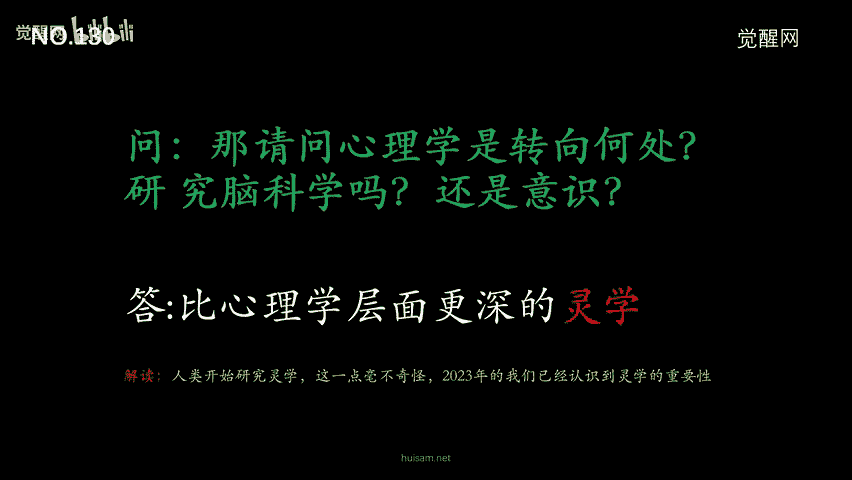 觉醒网 bilibili
NO.130
觉醒网
问：那请问心理学是转向何处？
研 究脑科学吗？还是意识？
答:比心理学层面更深的灵学
解读：人类开始研究灵学，这一点毫不奇怪，2023年的我们已经认识到灵学的重要性
huisam.net